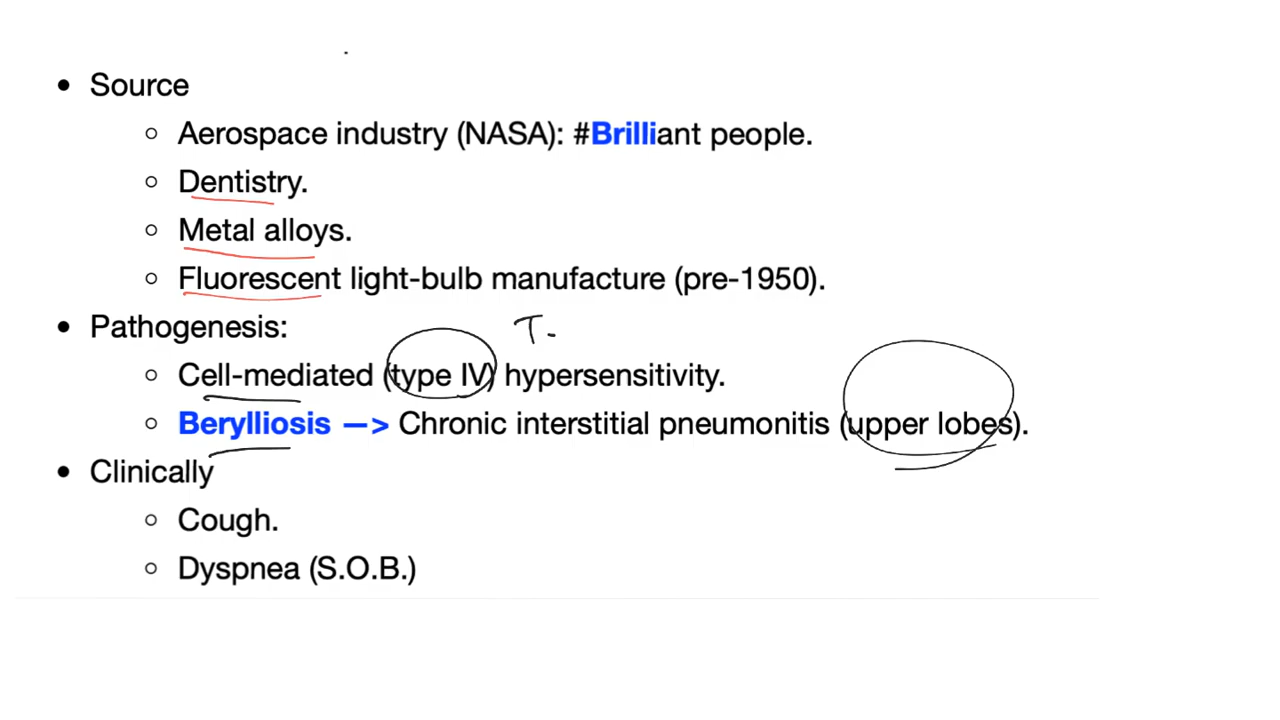 • Source
○ Aerospace industry (NASA): #Brilliant people.
○ Dentistry.
○ Metal alloys.
○ Fluorescent light-bulb manufacture (pre-1950).
• Pathogenesis:
T-
○ Cell-mediated (type IV) hypersensitivity.
○ Berylliosis —> Chronic interstitial pneumonitis (upper lobes).
• Clinically
○ Cough.
○ Dyspnea (S.O.B.)